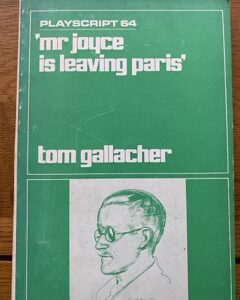 PLAYSCRIPT 64
'mr joyce
is leaving paris'
tom gallacher